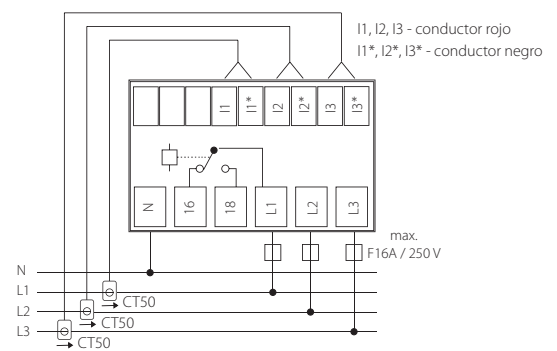 I1, I2, I3 - conductor rojo
I1*, I2*, I3* - conductor negro
I1 I1* I2 I2* I3 I3*
N 16 18 L1 L2 L3
max.
F16A / 250 V
N
L1
CT50
L2
CT50
L3
CT50